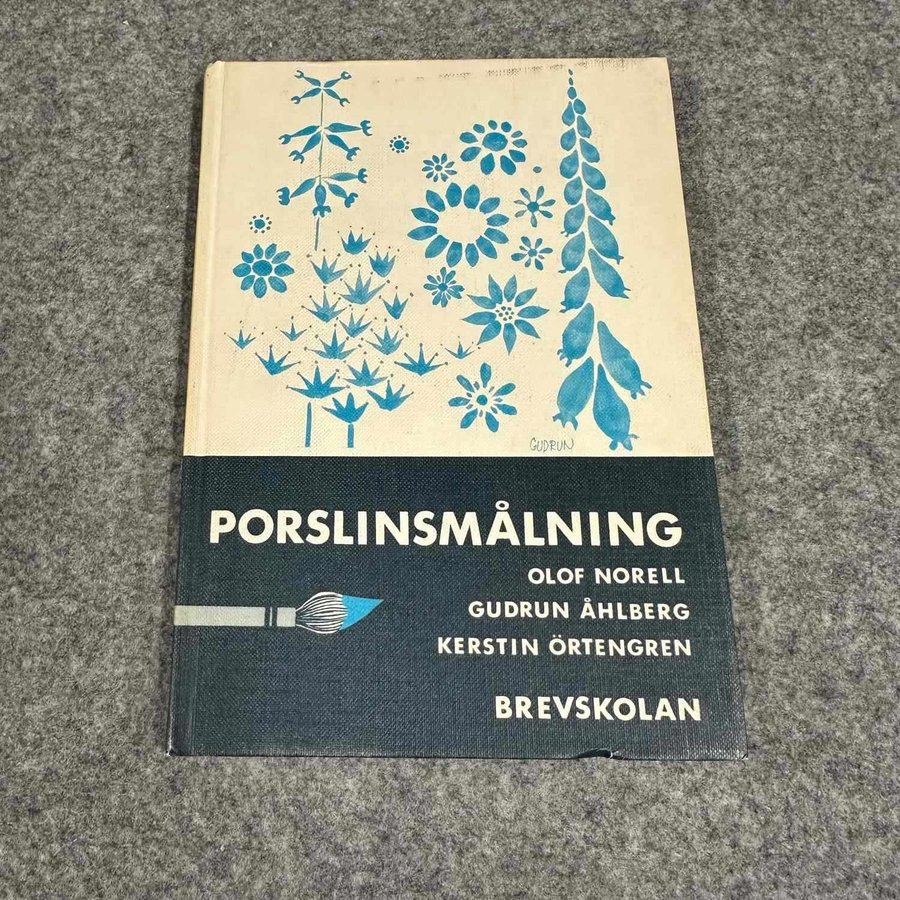 GUDRUN
PORSLINSMÅLNING
OLOF NORELL
GUDRUN ÅHLBERG
KERSTIN ÖRTENGREN
BREVSKOLAN